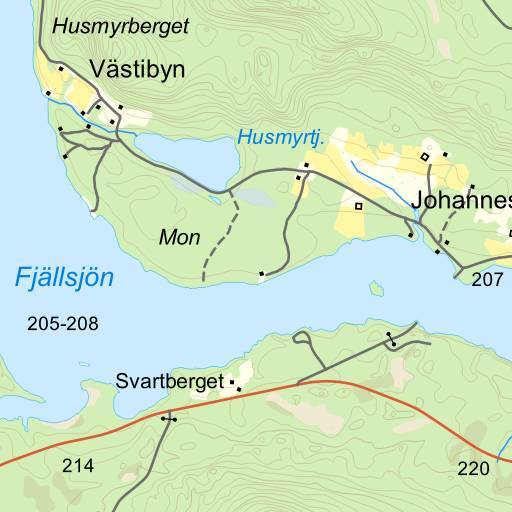 Husmyrberget
Västibyn
Husmyrtj.
Johannes
Mon
Fjällsjön
207
205-208
Svartberget
214
220